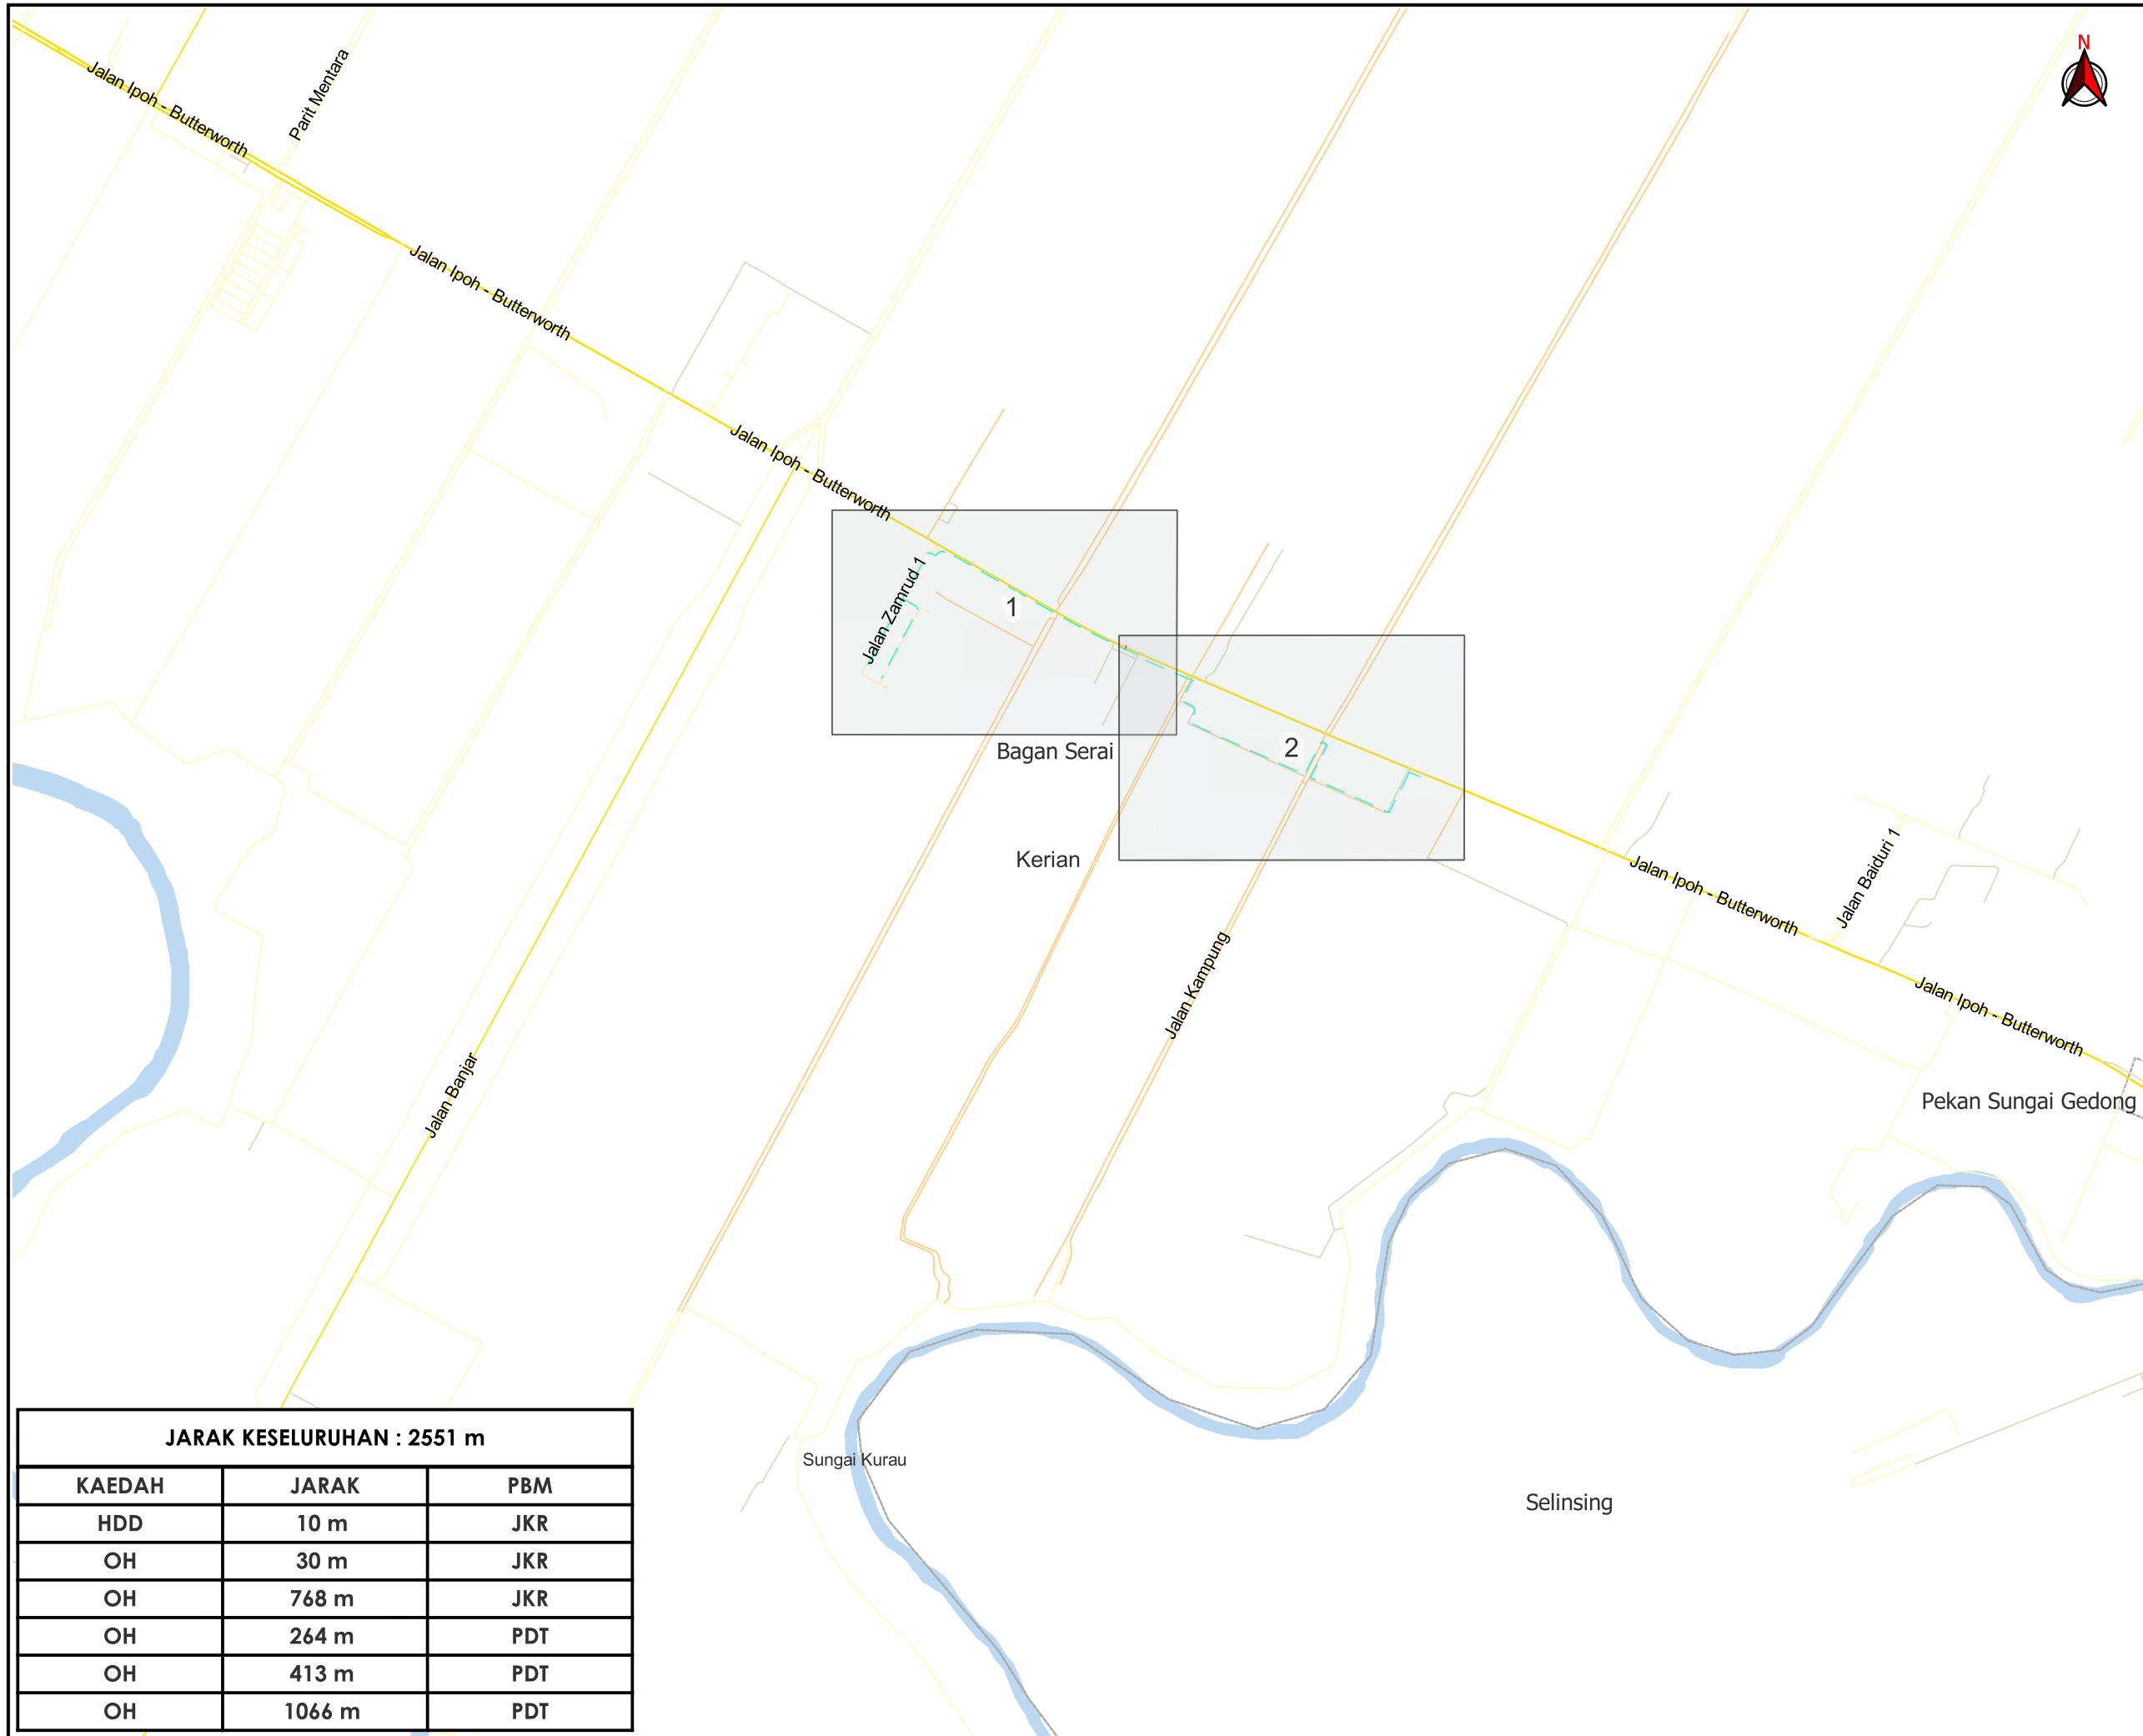 N
Jalan Ipoh - Butterworth
Parit Mentara
Jalan Ipoh - Butterworth
Jalan Ipoh - Butterworth
Jalan Zamrud 1
1
2
Bagan Serai
Kerian
Jalan Kampung
Jalan Ipoh - Butterworth
Jalan Baiduri 1
Jalan Ipoh - Butterworth
Jalan Banjar
Pekan Sungai Gedong
Sungai Kurau
Selinsing
JARAK KESELURUHAN : 2551 m
KAEDAH JARAK PBM
HDD 10 m JKR
OH 30 m JKR
OH 768 m JKR
OH 264 m PDT
OH 413 m PDT
OH 1066 m PDT